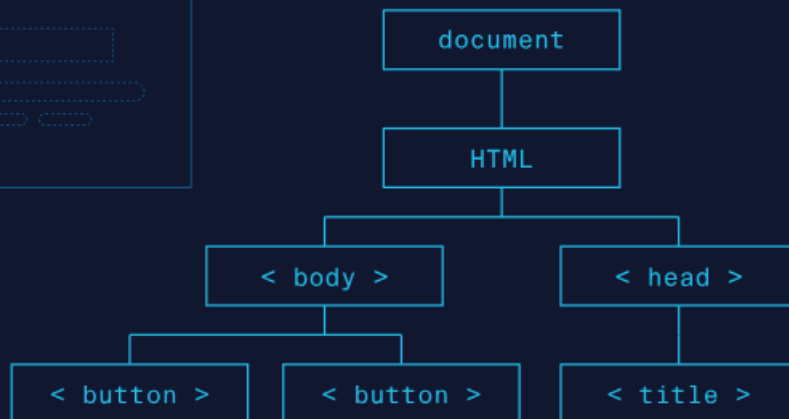 document
HTML
< body >
< head >
< button >
< button >
< title >